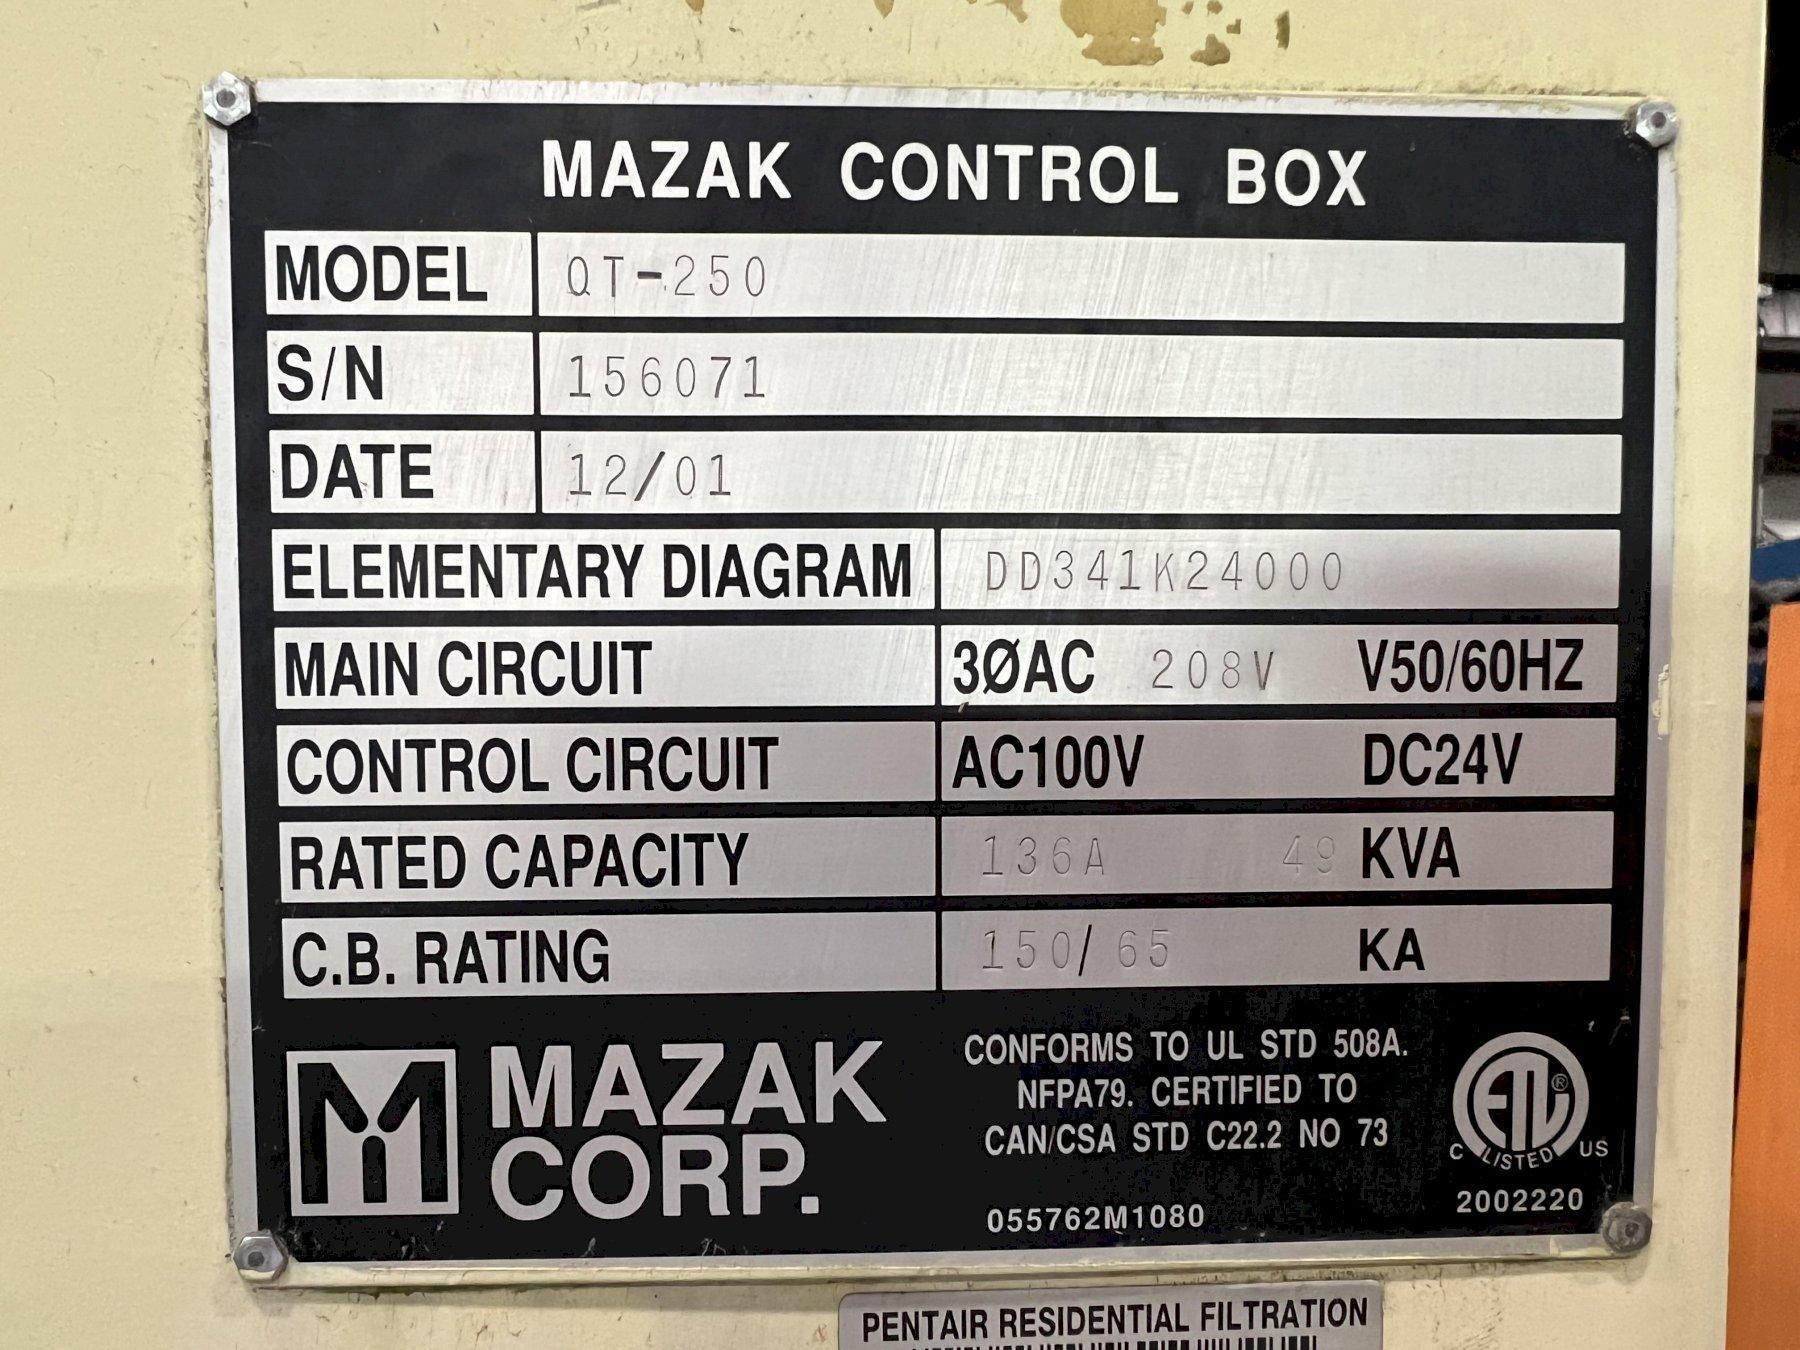 MAZAK CONTROL BOX
MODEL QT-250
S/N 156071
DATE 12/01
ELEMENTARY DIAGRAM DD341K24000
MAIN CIRCUIT 3ØAC 208V V50/60HZ
CONTROL CIRCUIT AC100V DC24V
RATED CAPACITY 136A 49 KVA
C.B. RATING 150/65 KA
MAZAK
CORP.
CONFORMS TO UL STD 508A.
NFPA79. CERTIFIED TO
CAN/CSA STD C22.2 NO 73
055762M1080
ETL ®
C LISTED US
2002220
PENTAIR RESIDENTIAL FILTRATION